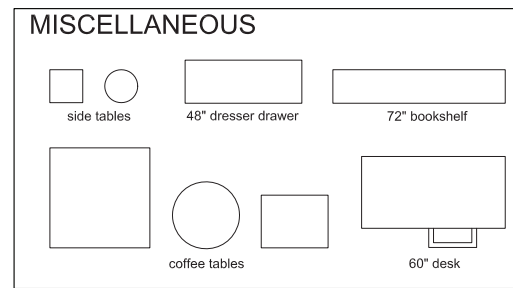 MISCELLANEOUS
side tables
48" dresser drawer
72" bookshelf
coffee tables
60" desk